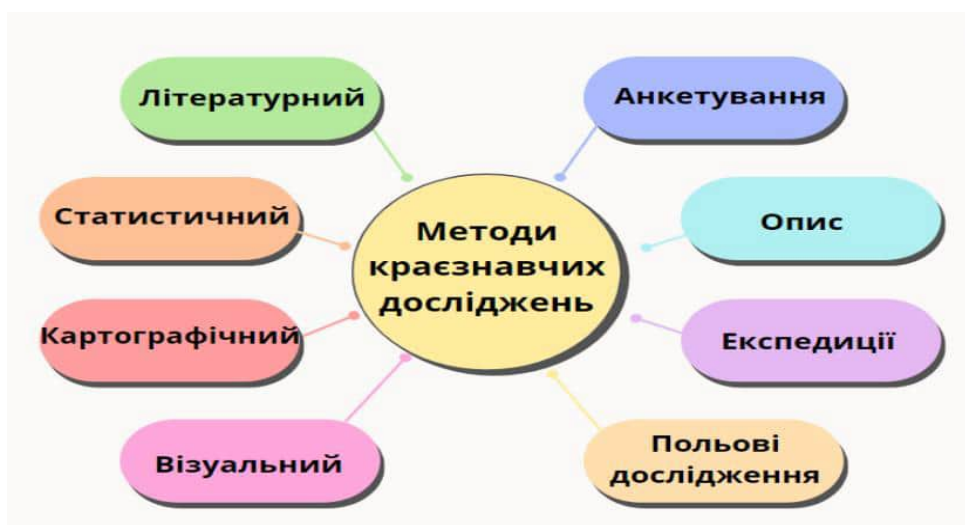 Літературний
Анкетування
Статистичний
Опис
Методи
краєзнавчих
досліджень
Картографічний
Експедиції
Візуальний
Польові
дослідження